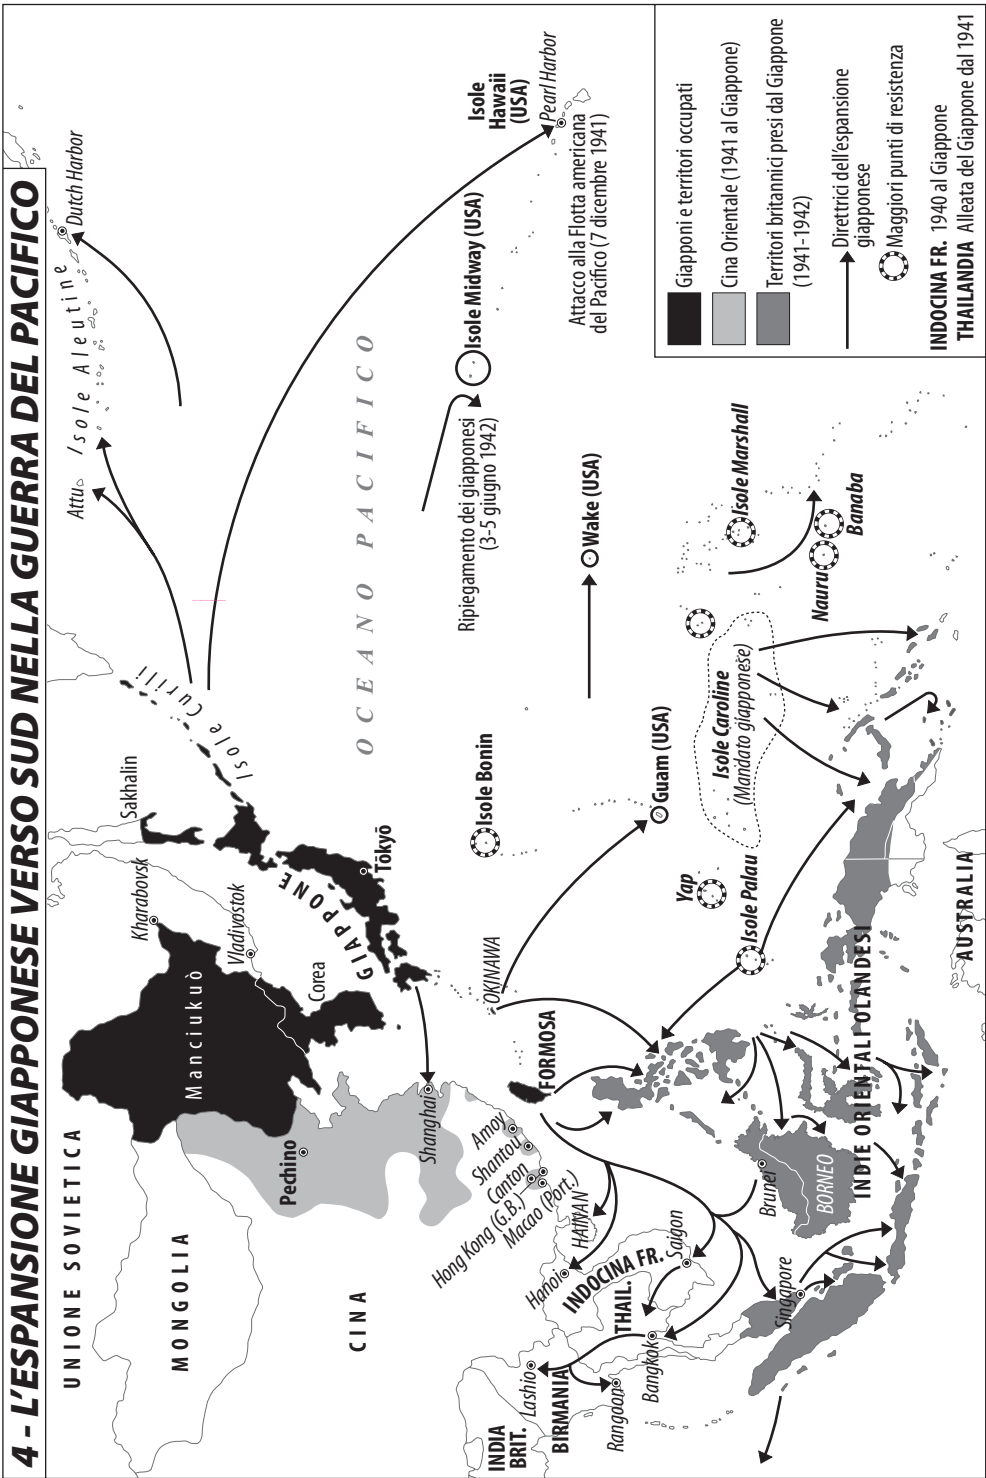 4 - L'ESPANSIONE GIAPPONESE VERSO SUD NELLA GUERRA DEL PACIFICO
UNIONE SOVIETICA
MONGOLIA
CINA
Manciukuò
Kharabovsk
Sakhalin
Vladivostok
Corea
GIAPPONE
Tōkyō
Isole Curilli
Attu
Isole Aleutine
Dutch Harbor
OCEANO PACIFICO
Isole
Hawaii
(USA)
Pearl Harbor
Attacco alla Flotta americana
del Pacifico (7 dicembre 1941)
Isole Midway (USA)
Ripiegamento dei giapponesi
(3-5 giugno 1942)
Wake (USA)
Pechino
Shanghai
OKINAWA
Isole Bonin
Guam (USA)
FORMOSA
Amoy
Shantou
Canton
Hong Kong (G.B.)
Macao (Port.)
HAINAN
Hanoi
INDOCINA FR.
Saigon
THAIL.
Bangkok
INDIA
BRIT.
Lashio
BIRMANIA
Rangoon
Singapore
Brunei
BORNEO
INDIE ORIENTALI OLANDESI
AUSTRALIA
Yap
Isole Palau
Isole Caroline
(Mandato giapponese)
Isole Marshall
Nauru
Banaba
Giapponi e territori occupati
Cina Orientale (1941 al Giappone)
Territori britannici presi dal Giappone
(1941-1942)
Direttrici dell'espansione
giapponese
Maggiori punti di resistenza
INDOCINA FR. 1940 al Giappone
THAILANDIA Alleata del Giappone dal 1941